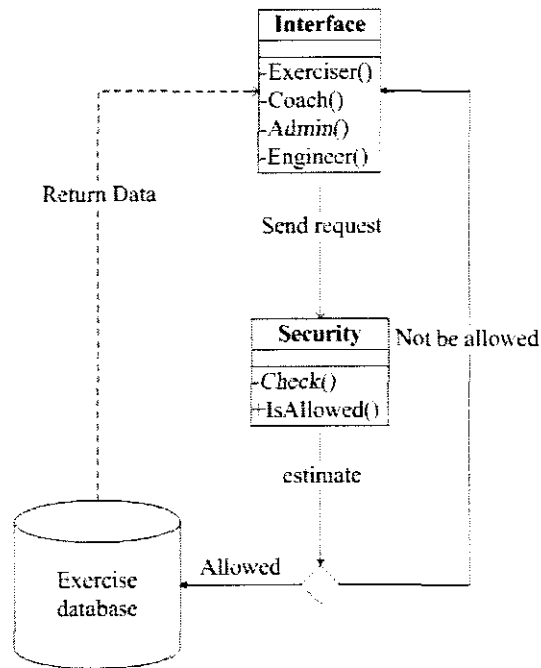 Interface
-Exerciser()
-Coach()
-Admin()
-Engineer()
Return Data
Send request
Security
Not be allowed
-Check()
+IsAllowed()
estimate
Allowed
Exercise
database